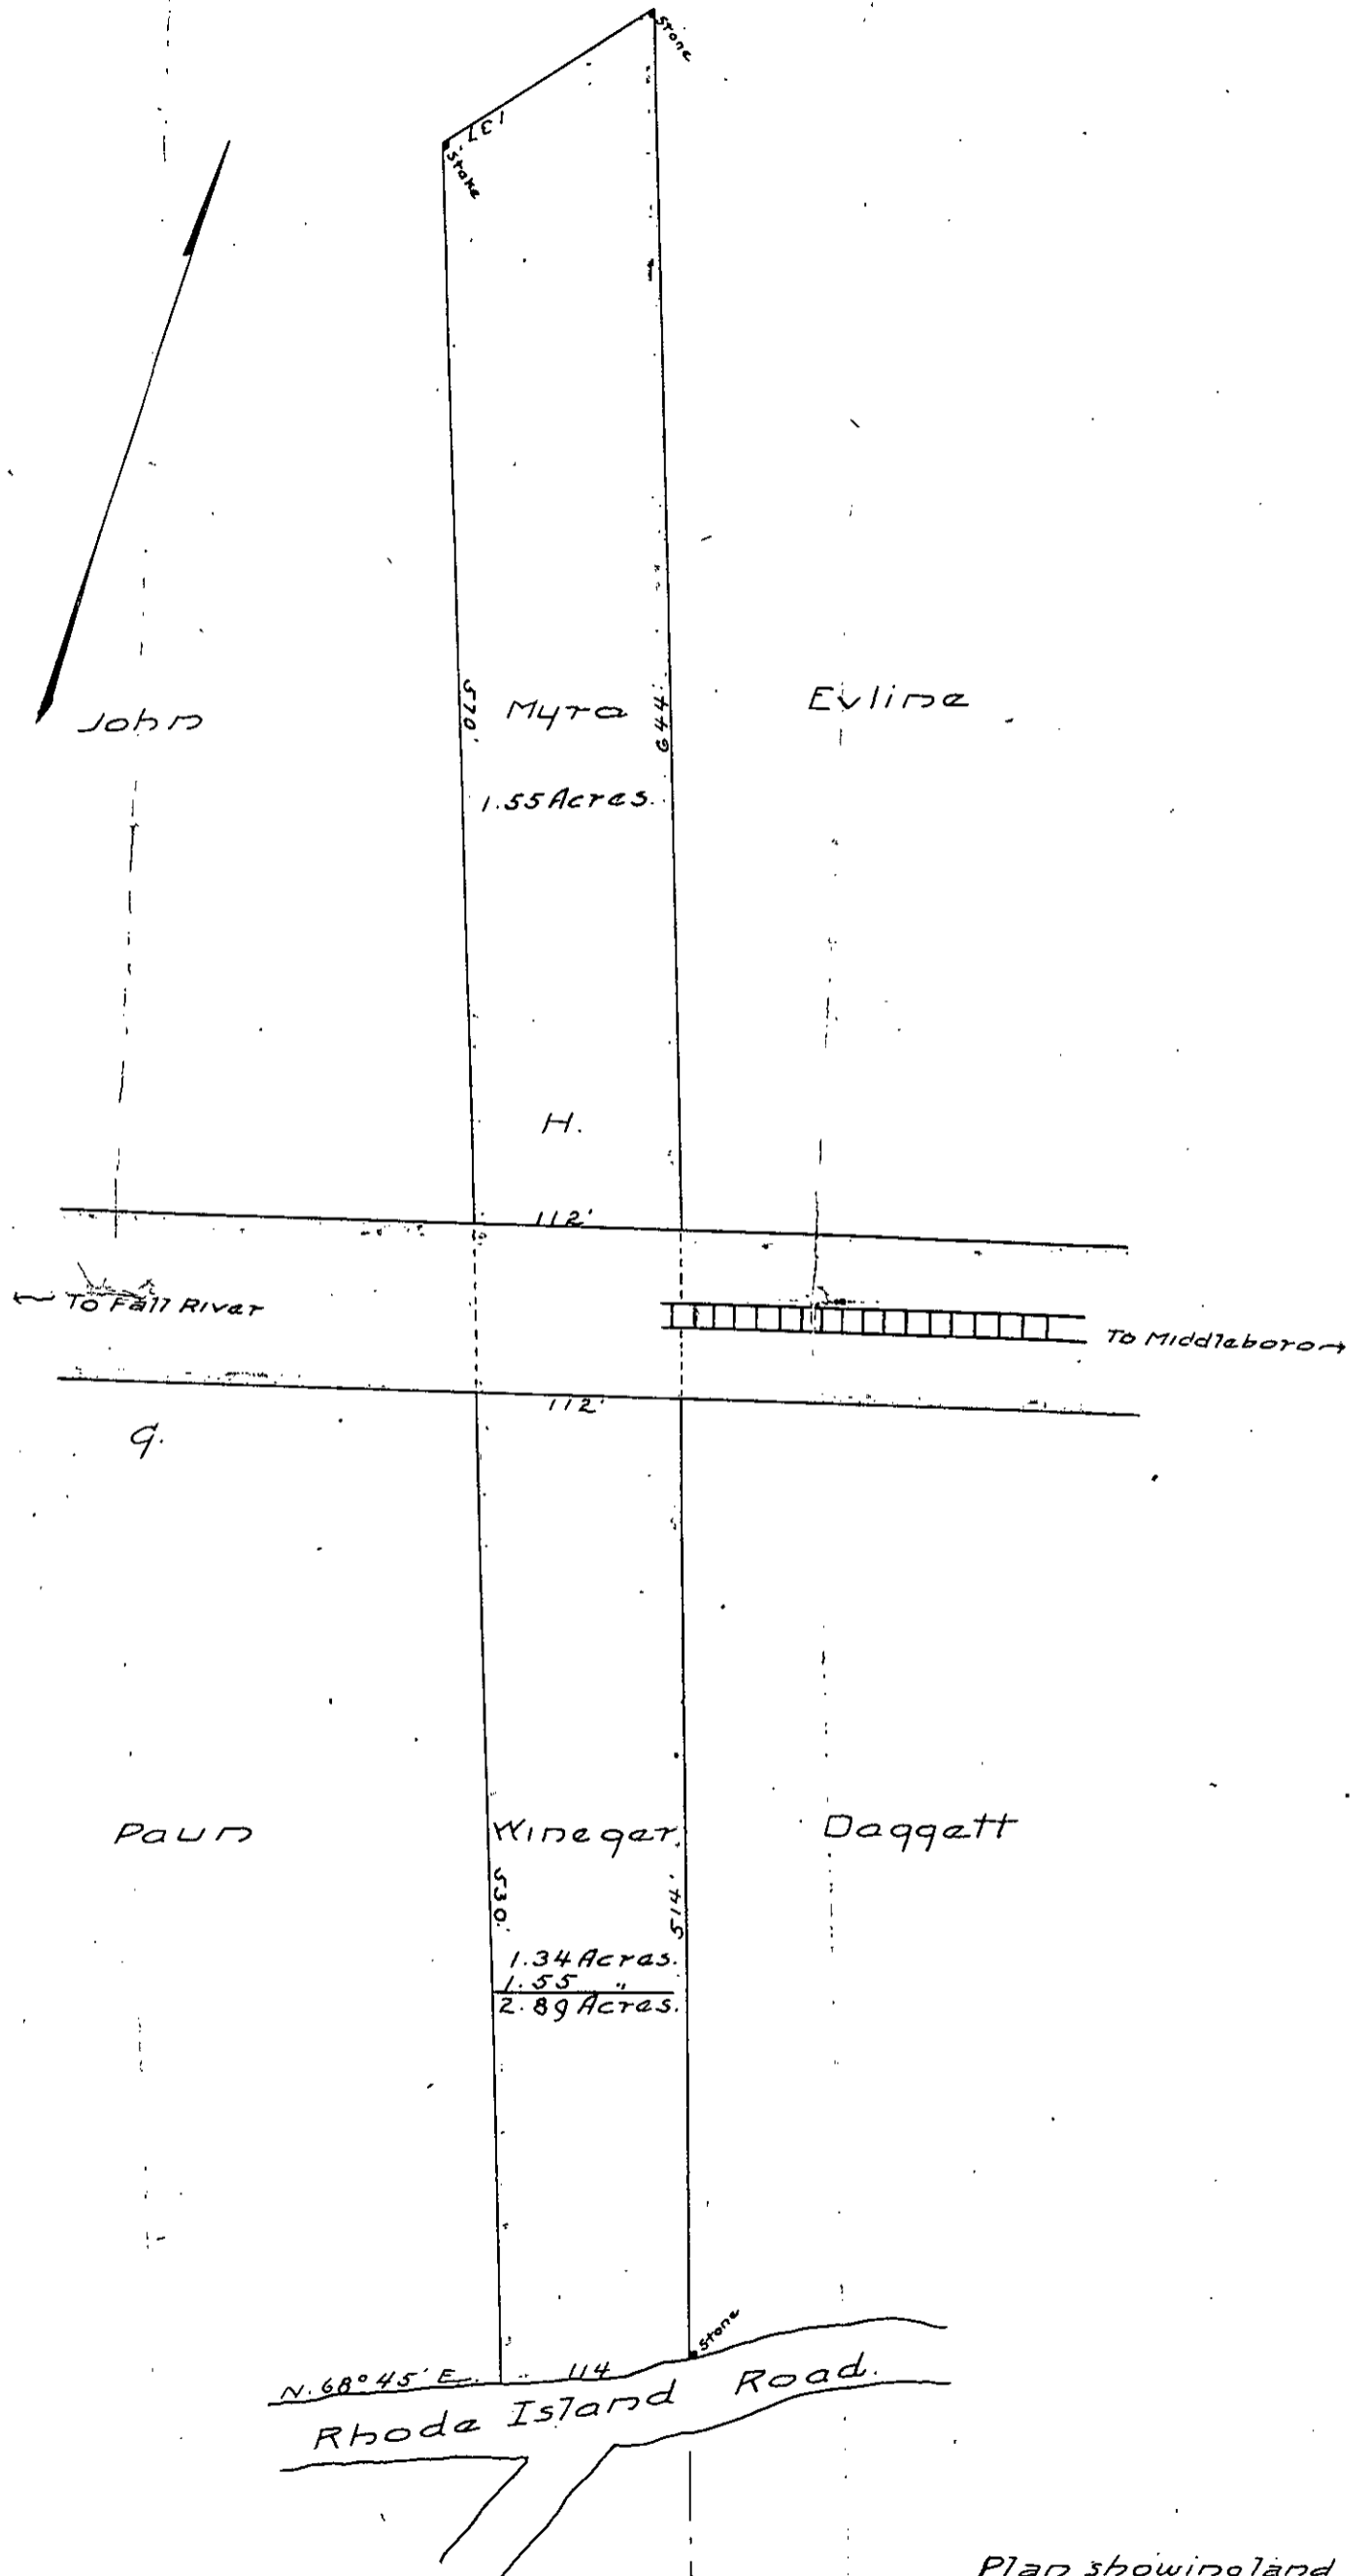 stone
137
stake
John
570'
Myra
644'
Evline
1.55 Acres.
H.
112'
← To Fall River
To Middleboro →
112'
G.
Paun
Wineger.
Daggett
530'
514'
1.34 Acres.
1.55 "
2.89 Acres.
stone
N. 68° 45' E.
114
Rhode Island Road.
Plan showing land